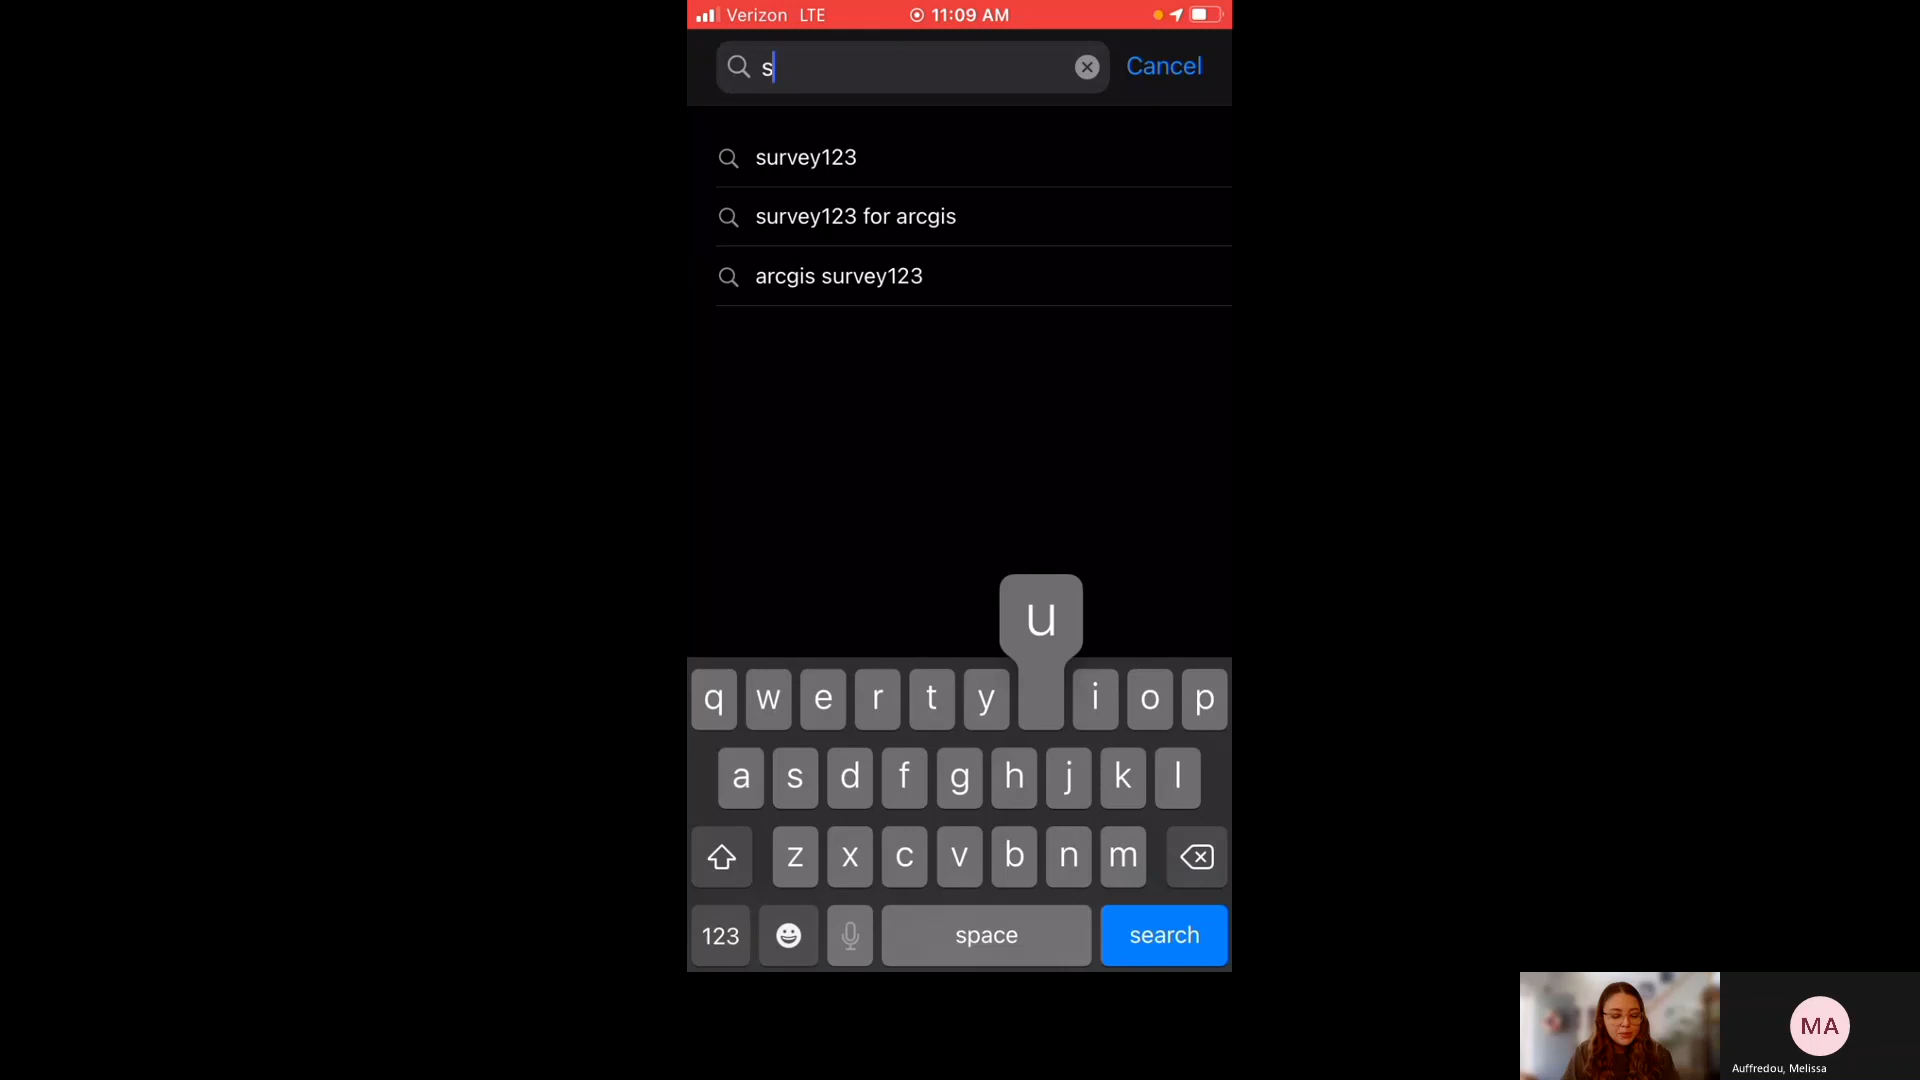 Verizon LTE 11:09 AM
s Cancel
survey123
survey123 for arcgis
arcgis survey123
u
q w e r t y i o p
a s d f g h j k l
z x c v b n m
123 space search
MA
Auffredou, Melissa